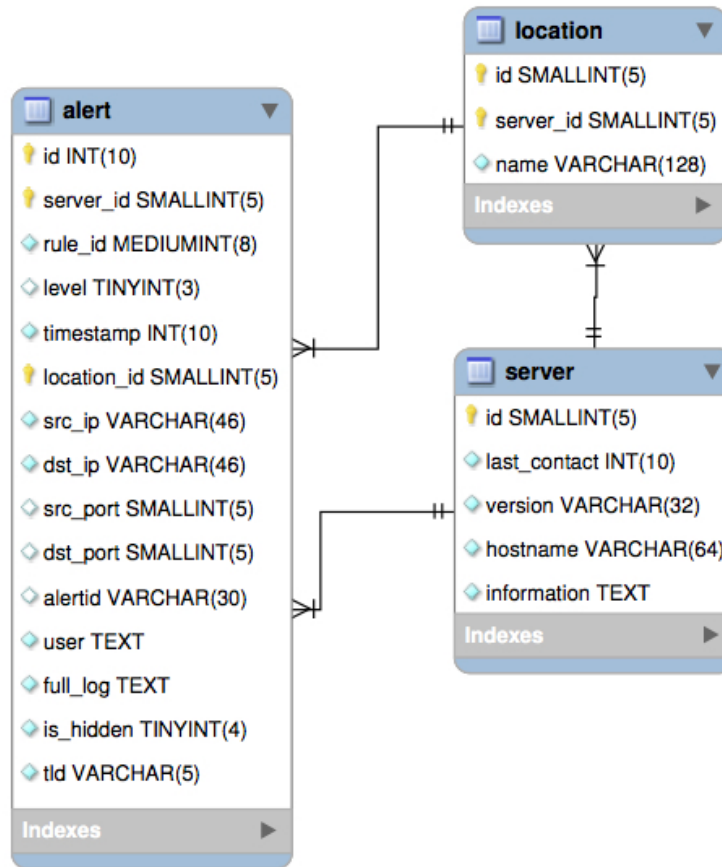 alert
id INT(10)
server_id SMALLINT(5)
rule_id MEDIUMINT(8)
level TINYINT(3)
timestamp INT(10)
location_id SMALLINT(5)
src_ip VARCHAR(46)
dst_ip VARCHAR(46)
src_port SMALLINT(5)
dst_port SMALLINT(5)
alertid VARCHAR(30)
user TEXT
full_log TEXT
is_hidden TINYINT(4)
tld VARCHAR(5)
Indexes
location
id SMALLINT(5)
server_id SMALLINT(5)
name VARCHAR(128)
Indexes
server
id SMALLINT(5)
last_contact INT(10)
version VARCHAR(32)
hostname VARCHAR(64)
information TEXT
Indexes